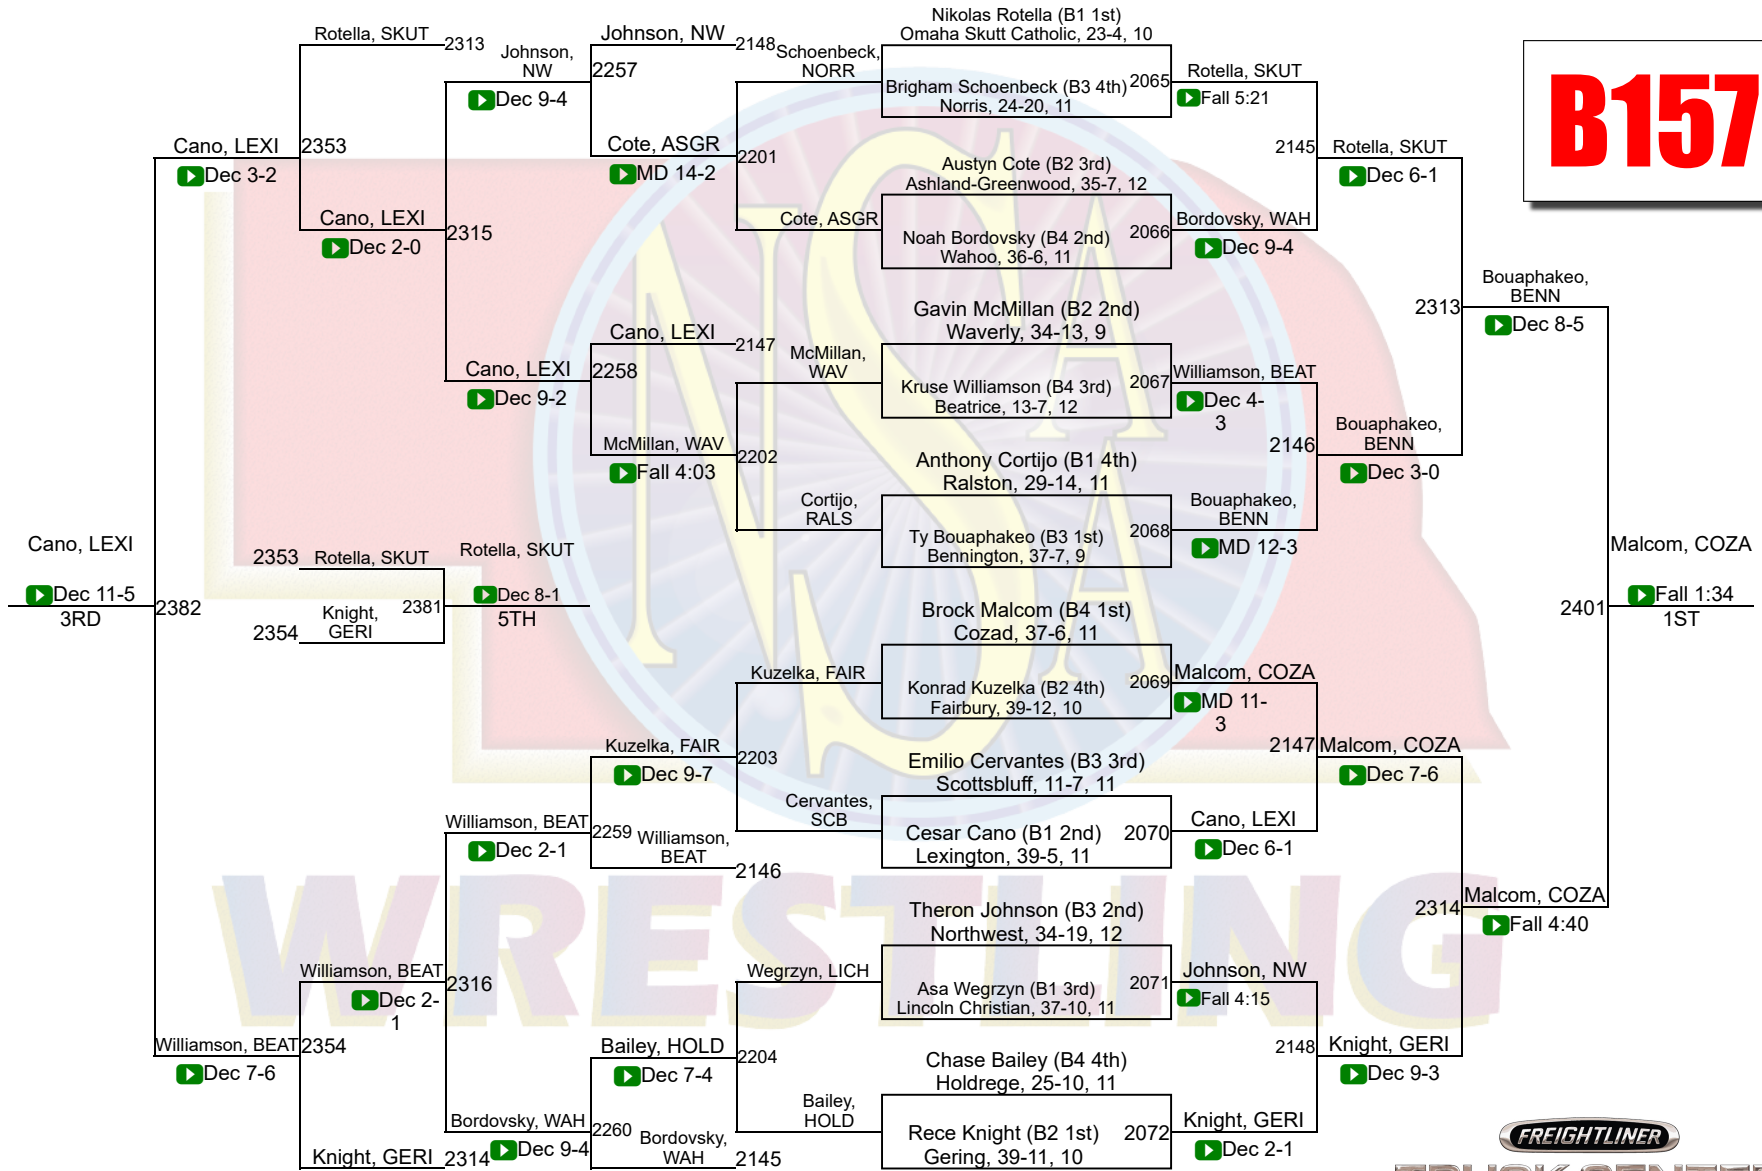 B157
Nikolas Rotella (B1 1st)
Omaha Skutt Catholic, 23-4, 10
2065
Brigham Schoenbeck (B3 4th)
Norris, 24-20, 11
Austyn Cote (B2 3rd)
Ashland-Greenwood, 35-7, 12
2066
Noah Bordovsky (B4 2nd)
Wahoo, 36-6, 11
Gavin McMillan (B2 2nd)
Waverly, 34-13, 9
2067
Kruse Williamson (B4 3rd)
Beatrice, 13-7, 12
Anthony Cortijo (B1 4th)
Ralston, 29-14, 11
2068
Ty Bouaphakeo (B3 1st)
Bennington, 37-7, 9
Brock Malcom (B4 1st)
Cozad, 37-6, 11
2069
Konrad Kuzelka (B2 4th)
Fairbury, 39-12, 10
Emilio Cervantes (B3 3rd)
Scottsbluff, 11-7, 11
2070
Cesar Cano (B1 2nd)
Lexington, 39-5, 11
Theron Johnson (B3 2nd)
Northwest, 34-19, 12
2071
Asa Wegrzyn (B1 3rd)
Lincoln Christian, 37-10, 11
Chase Bailey (B4 4th)
Holdrege, 25-10, 11
2072
Rece Knight (B2 1st)
Gering, 39-11, 10
Rotella, SKUT
Fall 5:21
2145
Bordovsky, WAH
Dec 9-4
Williamson, BEAT
Dec 4-
3
2146
Bouaphakeo,
BENN
MD 12-3
Malcom, COZA
MD 11-
3
2147
Cano, LEXI
Dec 6-1
Johnson, NW
Fall 4:15
2148
Knight, GERI
Dec 2-1
Rotella, SKUT
Dec 6-1
2313
Bouaphakeo,
BENN
Dec 3-0
Malcom, COZA
Dec 7-6
2314
Knight, GERI
Dec 9-3
Bouaphakeo,
BENN
Dec 8-5
2401
Malcom, COZA
Fall 4:40
Malcom, COZA
Fall 1:34
1ST
Schoenbeck,
NORR
2201
Cote, ASGR
McMillan,
WAV
2202
Cortijo,
RALS
Kuzelka, FAIR
2203
Cervantes,
SCB
Wegrzyn, LICH
2204
Bailey,
HOLD
Johnson, NW
2148
2257
Cote, ASGR
MD 14-2
Cano, LEXI
2147
2258
McMillan, WAV
Fall 4:03
Kuzelka, FAIR
Dec 9-7
2259
Williamson,
BEAT
2146
Bailey, HOLD
Dec 7-4
2260
Bordovsky,
WAH
2145
Johnson,
NW
Dec 9-4
2315
Cano, LEXI
Dec 9-2
Williamson, BEAT
Dec 2-1
2316
Bordovsky, WAH
Dec 9-4
Rotella, SKUT
2313
2353
Cano, LEXI
Dec 2-0
Williamson, BEAT
Dec 2-
1
2354
Knight, GERI
2314
Cano, LEXI
Dec 3-2
2382
Williamson, BEAT
Dec 7-6
Cano, LEXI
Dec 11-5
3RD
2353
Rotella, SKUT
2381
2354
Knight,
GERI
Rotella, SKUT
Dec 8-1
5TH
NSAA
WRESTLING
FREIGHTLINER